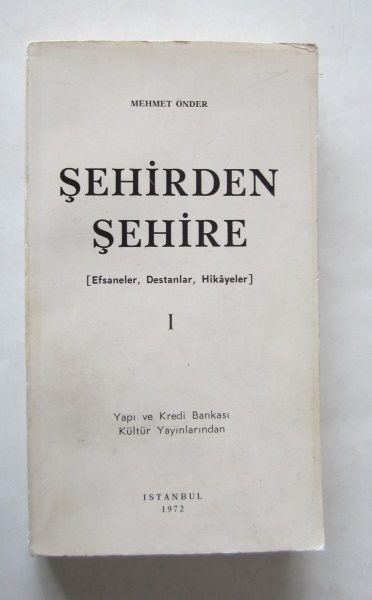 MEHMET ÖNDER
ŞEHİRDEN
ŞEHİRE
[Efsaneler, Destanlar, Hikâyeler]
I
Yapı ve Kredi Bankası
Kültür Yayınlarından
ISTANBUL
1972